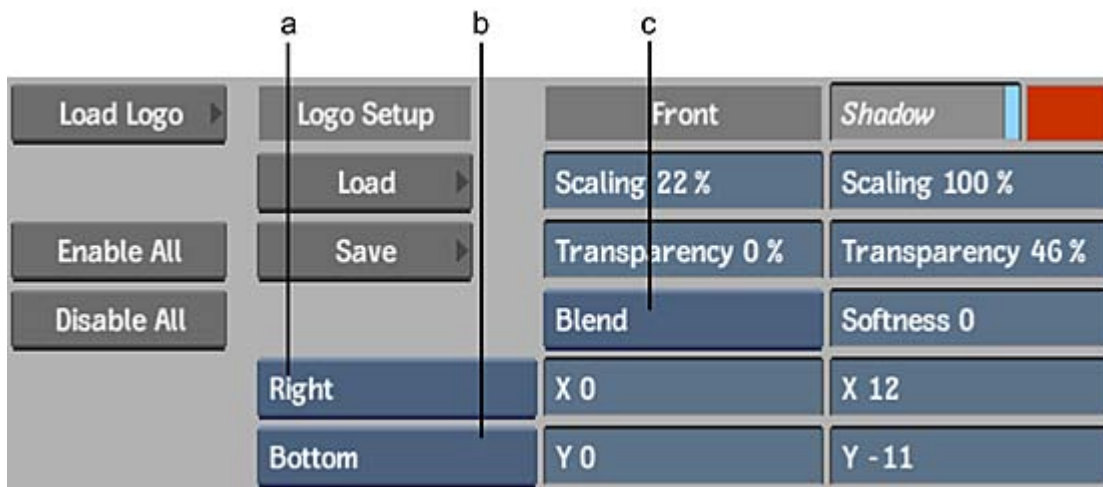 a b c
Load Logo Logo Setup Front Shadow
Load Scaling 22 % Scaling 100 %
Enable All Save Transparency 0 % Transparency 46 %
Disable All Blend Softness 0
Right X 0 X 12
Bottom Y 0 Y -11